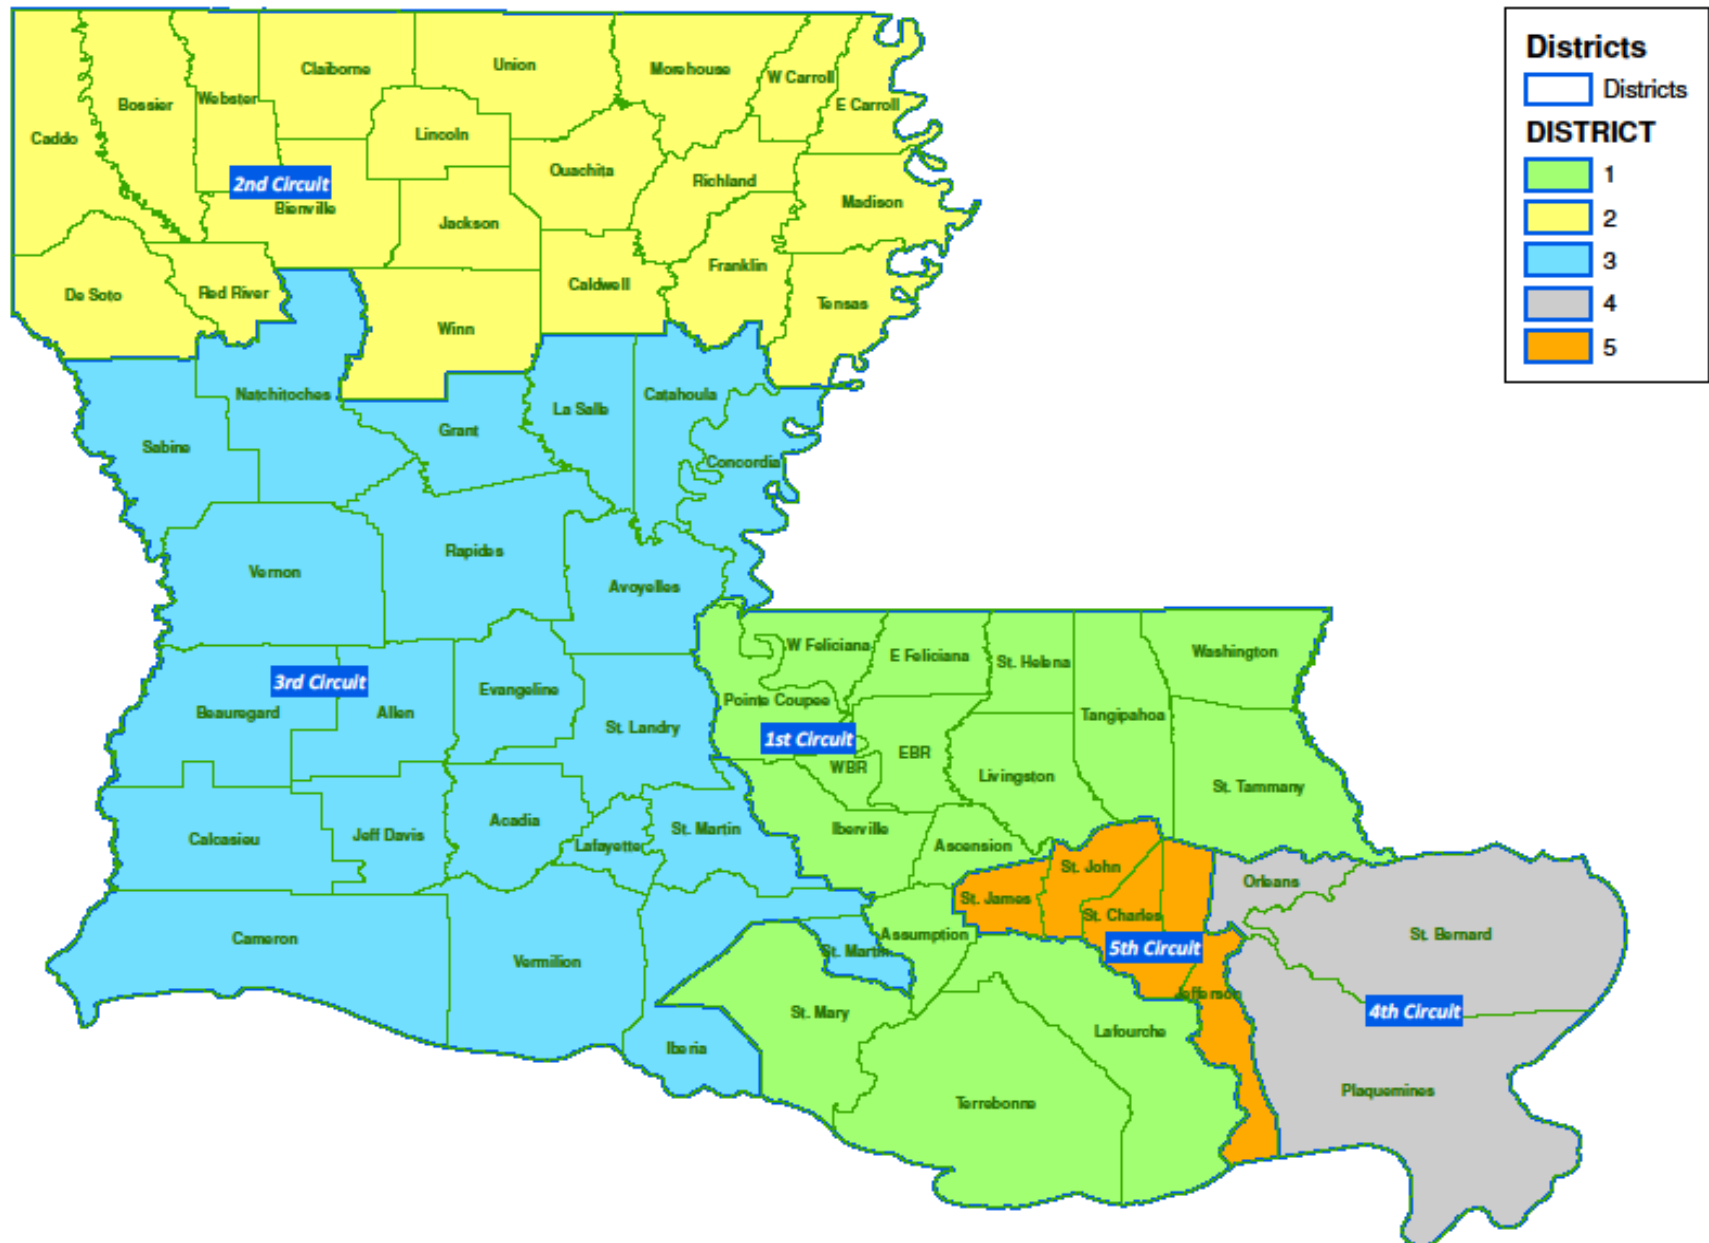 Districts
Districts
DISTRICT
1
2
3
4
5
Claiborne
Union
Morehouse
W Carroll
E Carroll
Bossier
Webster
Caddo
Lincoln
Ouachita
Richland
2nd Circuit
Bienville
Jackson
Madison
De Soto
Red River
Caldwell
Franklin
Tensas
Winn
Natchitoches
La Salle
Catahoula
Sabine
Grant
Concordia
Vernon
Rapides
Avoyelles
W Feliciana
E Feliciana
St. Helena
Washington
3rd Circuit
Evangeline
Pointe Coupee
Beauregard
Allen
St. Landry
Tangipahoa
1st Circuit
WBR
EBR
Livingston
St. Tammany
Calcasieu
Jeff Davis
Acadia
Lafayette
St. Martin
Iberville
Ascension
St. John
Orleans
St. James
St. Charles
Cameron
Vermilion
St. Martin
Assumption
5th Circuit
St. Bernard
Jefferson
St. Mary
Lafourche
4th Circuit
Iberia
Terrebonne
Plaquemines